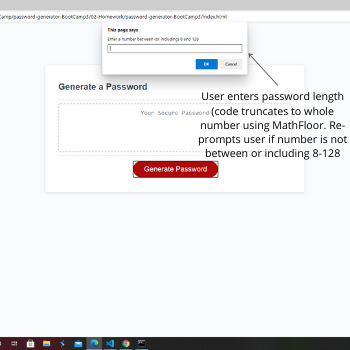 Camp/password-generator-BootCamp3/02-Homework/password-generator-BootCamp3/index.html
This page says
Enter a number between (or including) 8 and 128
OK
Cancel
Generate a Password
Your Secure Password
User enters password length
(code truncates to whole
number using MathFloor. Re-
prompts user if number is not
between or including 8-128
Generate Password